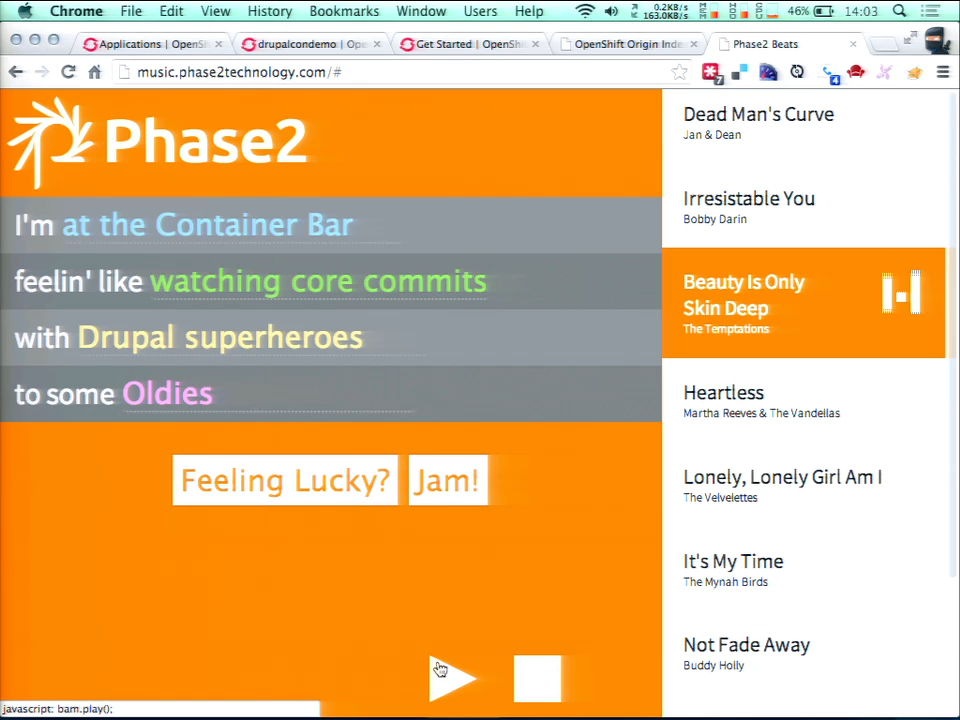 Chrome File Edit View History Bookmarks Window Users Help
0.2KB/s
163.0KB/s
46%
14:03
Applications | OpenSh
drupalcondemo | Ope
Get Started | OpenShi
OpenShift Origin Inde
Phase2 Beats
music.phase2technology.com/#
7
4
Phase2
I'm at the Container Bar
feelin' like watching core commits
with Drupal superheroes
to some Oldies
Feeling Lucky?
Jam!
Dead Man's Curve
Jan & Dean
Irresistable You
Bobby Darin
Beauty Is Only
Skin Deep
The Temptations
Heartless
Martha Reeves & The Vandellas
Lonely, Lonely Girl Am I
The Velvelettes
It's My Time
The Mynah Birds
Not Fade Away
Buddy Holly
javascript: bam.play();